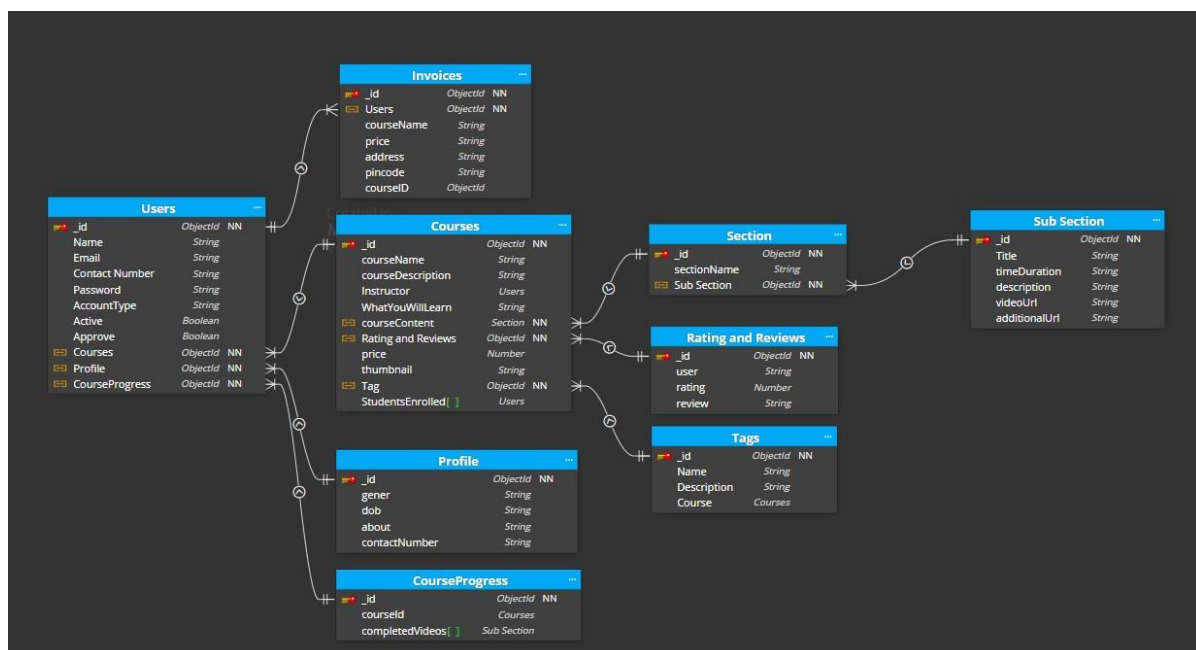 Invoices ...
_id ObjectId NN
Users ObjectId NN
courseName String
price String
address String
pincode String
courseID ObjectId
Users ...
_id ObjectId NN
Name String
Email String
Contact Number String
Password String
AccountType String
Active Boolean
Approve Boolean
Courses ObjectId NN
Profile ObjectId NN
CourseProgress ObjectId NN
Courses ...
_id ObjectId NN
courseName String
courseDescription String
Instructor Users
WhatYouWillLearn String
courseContent Section NN
Rating and Reviews ObjectId NN
price Number
thumbnail String
Tag ObjectId NN
StudentsEnrolled[ ] Users
Section ...
_id ObjectId NN
sectionName String
Sub Section ObjectId NN
Sub Section ...
_id ObjectId NN
Title String
timeDuration String
description String
videoUrl String
additionalUrl String
Rating and Reviews ...
_id ObjectId NN
user String
rating Number
review String
Tags ...
_id ObjectId NN
Name String
Description String
Course Courses
Profile ...
_id ObjectId NN
gener String
dob String
about String
contactNumber String
CourseProgress ...
_id ObjectId NN
courseId Courses
completedVideos[ ] Sub Section